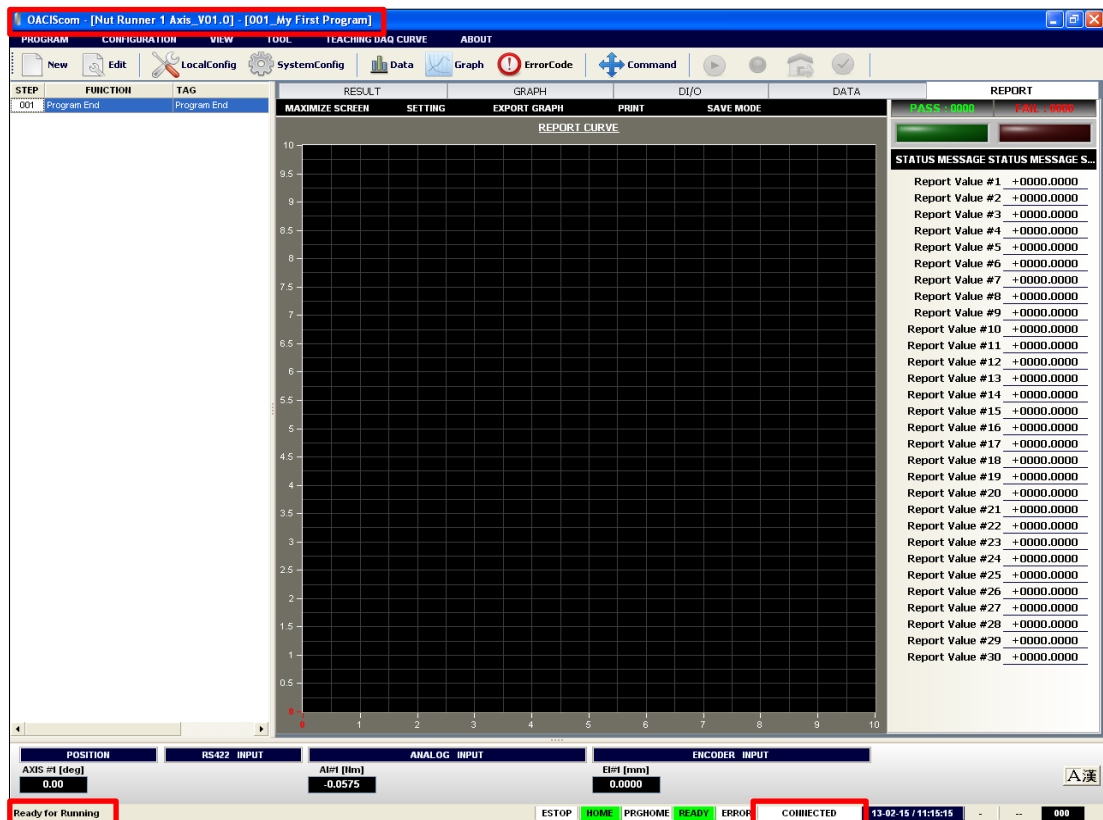 OACIScom - [Nut Runner 1 Axis_V01.0] - [001_My First Program]
PROGRAM CONFIGURATION VIEW TOOL TEACHING DAQ CURVE ABOUT
New Edit LocalConfig SystemConfig Data Graph ErrorCode Command
STEP FUNCTION TAG
001 Program End Program End
RESULT GRAPH DI/O DATA REPORT
MAXIMIZE SCREEN SETTING EXPORT GRAPH PRINT SAVE MODE
PASS : 0000 FAIL : 0000
REPORT CURVE
10
9.5
9
8.5
8
7.5
7
6.5
6
5.5
5
4.5
4
3.5
3
2.5
2
1.5
1
0.5
0
0 1 2 3 4 5 6 7 8 9 10
STATUS MESSAGE STATUS MESSAGE S...
Report Value #1 +0000.0000
Report Value #2 +0000.0000
Report Value #3 +0000.0000
Report Value #4 +0000.0000
Report Value #5 +0000.0000
Report Value #6 +0000.0000
Report Value #7 +0000.0000
Report Value #8 +0000.0000
Report Value #9 +0000.0000
Report Value #10 +0000.0000
Report Value #11 +0000.0000
Report Value #12 +0000.0000
Report Value #13 +0000.0000
Report Value #14 +0000.0000
Report Value #15 +0000.0000
Report Value #16 +0000.0000
Report Value #17 +0000.0000
Report Value #18 +0000.0000
Report Value #19 +0000.0000
Report Value #20 +0000.0000
Report Value #21 +0000.0000
Report Value #22 +0000.0000
Report Value #23 +0000.0000
Report Value #24 +0000.0000
Report Value #25 +0000.0000
Report Value #26 +0000.0000
Report Value #27 +0000.0000
Report Value #28 +0000.0000
Report Value #29 +0000.0000
Report Value #30 +0000.0000
POSITION RS422 INPUT ANALOG INPUT ENCODER INPUT
AXIS #1 [deg] AI#1 [Nm] EI#1 [mm]
0.00 -0.0575 0.0000
A漢
Ready for Running ESTOP HOME PRGHOME READY ERROR CONNECTED 13-02-15 / 11:15:15 - -- 000